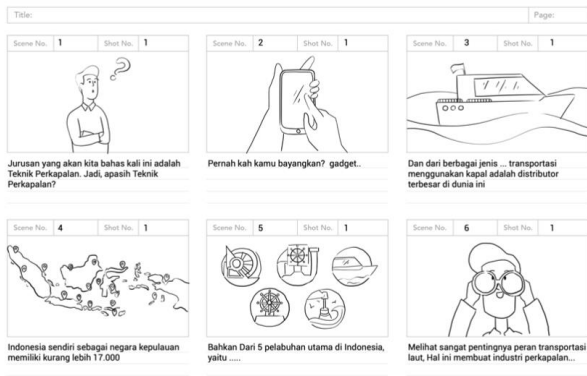 Title:
Page:
Scene No. 1 Shot No. 1
Scene No. 2 Shot No. 1
Scene No. 3 Shot No. 1
Jurusan yang akan kita bahas kali ini adalah
Teknik Perkapalan. Jadi, apasih Teknik
Perkapalan?
Pernah kah kamu bayangkan? gadget..
Dan dari berbagai jenis ... transportasi
menggunakan kapal adalah distributor
terbesar di dunia ini
Scene No. 4 Shot No. 1
Scene No. 5 Shot No. 1
Scene No. 6 Shot No. 1
Indonesia sendiri sebagai negara kepulauan
memiliki kurang lebih 17.000
Bahkan Dari 5 pelabuhan utama di Indonesia,
yaitu .....
Melihat sangat pentingnya peran transportasi
laut, Hal ini membuat industri perkapalan...